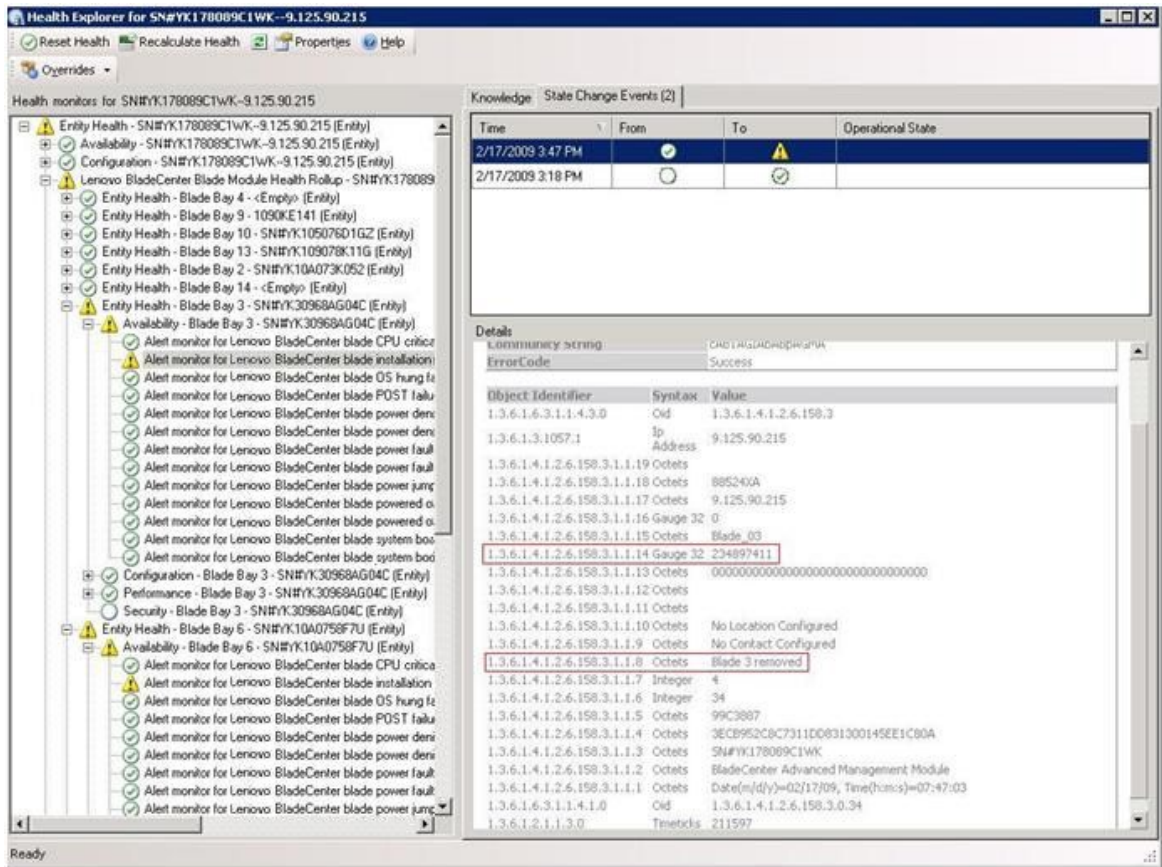 Health Explorer for SN#YK178089C1WK--9.125.90.215
Reset Health Recalculate Health Properties Help
Overrides
Health monitors for SN#YK178089C1WK--9.125.90.215
Entity Health - SN#YK178089C1WK--9.125.90.215 (Entity)
Availability - SN#YK178089C1WK--9.125.90.215 (Entity)
Configuration - SN#YK178089C1WK--9.125.90.215 (Entity)
Lenovo BladeCenter Blade Module Health Rollup - SN#YK178089
Entity Health - Blade Bay 4 - <Empty> (Entity)
Entity Health - Blade Bay 9 - 1090KE141 (Entity)
Entity Health - Blade Bay 10 - SN#YK105076D1GZ (Entity)
Entity Health - Blade Bay 13 - SN#YK109078K11G (Entity)
Entity Health - Blade Bay 2 - SN#YK10A073K052 (Entity)
Entity Health - Blade Bay 14 - <Empty> (Entity)
Entity Health - Blade Bay 3 - SN#YK30968AG04C (Entity)
Availability - Blade Bay 3 - SN#YK30968AG04C (Entity)
Alert monitor for Lenovo BladeCenter blade CPU critica
Alert monitor for Lenovo BladeCenter blade installation
Alert monitor for Lenovo BladeCenter blade OS hung fa
Alert monitor for Lenovo BladeCenter blade POST failu
Alert monitor for Lenovo BladeCenter blade power deni
Alert monitor for Lenovo BladeCenter blade power deni
Alert monitor for Lenovo BladeCenter blade power fault
Alert monitor for Lenovo BladeCenter blade power fault
Alert monitor for Lenovo BladeCenter blade power jump
Alert monitor for Lenovo BladeCenter blade powered o
Alert monitor for Lenovo BladeCenter blade powered o
Alert monitor for Lenovo BladeCenter blade system boo
Alert monitor for Lenovo BladeCenter blade system boo
Configuration - Blade Bay 3 - SN#YK30968AG04C (Entity)
Performance - Blade Bay 3 - SN#YK30968AG04C (Entity)
Security - Blade Bay 3 - SN#YK30968AG04C (Entity)
Entity Health - Blade Bay 6 - SN#YK10A0758F7U (Entity)
Availability - Blade Bay 6 - SN#YK10A0758F7U (Entity)
Alert monitor for Lenovo BladeCenter blade CPU critica
Alert monitor for Lenovo BladeCenter blade installation
Alert monitor for Lenovo BladeCenter blade OS hung fa
Alert monitor for Lenovo BladeCenter blade POST failu
Alert monitor for Lenovo BladeCenter blade power deni
Alert monitor for Lenovo BladeCenter blade power deni
Alert monitor for Lenovo BladeCenter blade power fault
Alert monitor for Lenovo BladeCenter blade power fault
Alert monitor for Lenovo BladeCenter blade power jump
Knowledge State Change Events (2)
Time From To Operational State
2/17/2009 3:47 PM
2/17/2009 3:18 PM
Details
Community String
ErrorCode Success
Object Identifier Syntax Value
1.3.6.1.6.3.1.1.4.3.0 Oid 1.3.6.1.4.1.2.6.158.3
1.3.6.1.3.1057.1 Ip Address 9.125.90.215
1.3.6.1.4.1.2.6.158.3.1.1.19 Octets
1.3.6.1.4.1.2.6.158.3.1.1.18 Octets 88524XA
1.3.6.1.4.1.2.6.158.3.1.1.17 Octets 9.125.90.215
1.3.6.1.4.1.2.6.158.3.1.1.16 Gauge 32 0
1.3.6.1.4.1.2.6.158.3.1.1.15 Octets Blade_03
1.3.6.1.4.1.2.6.158.3.1.1.14 Gauge 32 234897411
1.3.6.1.4.1.2.6.158.3.1.1.13 Octets 00000000000000000000000000000000
1.3.6.1.4.1.2.6.158.3.1.1.12 Octets
1.3.6.1.4.1.2.6.158.3.1.1.11 Octets
1.3.6.1.4.1.2.6.158.3.1.1.10 Octets No Location Configured
1.3.6.1.4.1.2.6.158.3.1.1.9 Octets No Contact Configured
1.3.6.1.4.1.2.6.158.3.1.1.8 Octets Blade 3 removed
1.3.6.1.4.1.2.6.158.3.1.1.7 Integer 4
1.3.6.1.4.1.2.6.158.3.1.1.6 Integer 34
1.3.6.1.4.1.2.6.158.3.1.1.5 Octets 99C3887
1.3.6.1.4.1.2.6.158.3.1.1.4 Octets 3ECB952C8C7311DD831300145EE1C80A
1.3.6.1.4.1.2.6.158.3.1.1.3 Octets SN#YK178089C1WK
1.3.6.1.4.1.2.6.158.3.1.1.2 Octets BladeCenter Advanced Management Module
1.3.6.1.4.1.2.6.158.3.1.1.1 Octets Date(m/d/y)=02/17/09, Time(h:m:s)=07:47:03
1.3.6.1.6.3.1.1.4.1.0 Oid 1.3.6.1.4.1.2.6.158.3.0.34
1.3.6.1.2.1.1.3.0 Timeticks 211597
Ready